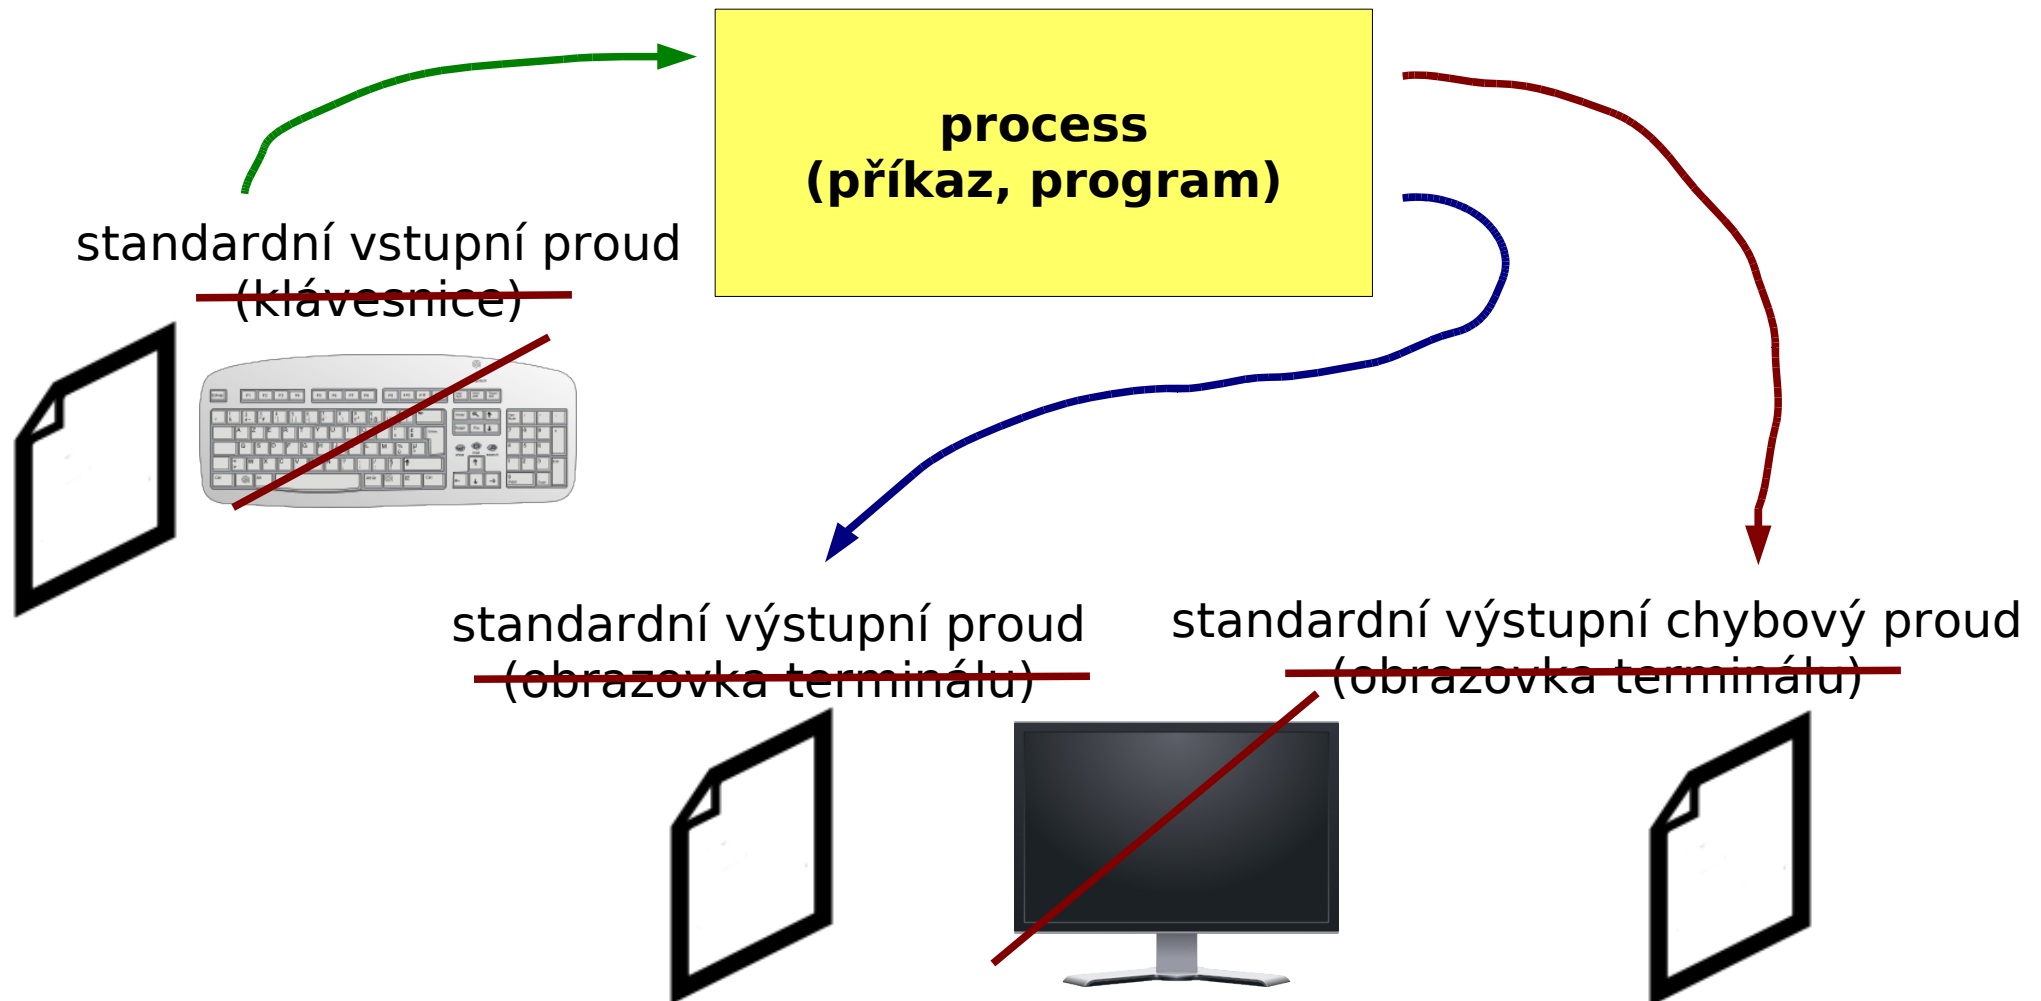 process
(příkaz, program)
standardní vstupní proud
(klávesnice)
standardní výstupní proud
(obrazovka terminálu)
standardní výstupní chybový proud
(obrazovka terminálu)